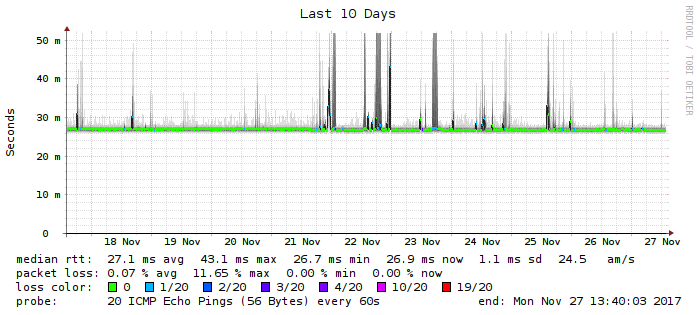 Last 10 Days
RRDTOOL / TOBI OETIKER
Seconds
50 m
40 m
30 m
20 m
10 m
0
18 Nov 19 Nov 20 Nov 21 Nov 22 Nov 23 Nov 24 Nov 25 Nov 26 Nov 27 Nov
median rtt: 27.1 ms avg 43.1 ms max 26.7 ms min 26.9 ms now 1.1 ms sd 24.5 am/s
packet loss: 0.07 % avg 11.65 % max 0.00 % min 0.00 % now
loss color: 0 1/20 2/20 3/20 4/20 10/20 19/20
probe: 20 ICMP Echo Pings (56 Bytes) every 60s end: Mon Nov 27 13:40:03 2017